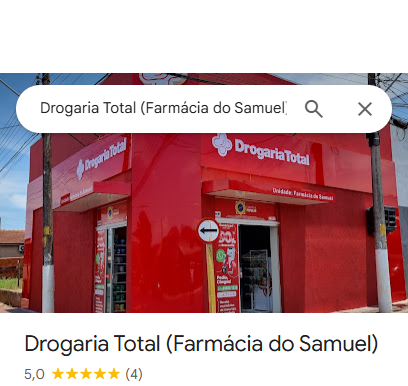 Drogaria Total (Farmácia do Samuel)
DrogariaTotal
DrogariaTotal
Unidade: Farmácia do Samuel
Drogaria Total (Farmácia do Samuel)
5,0 (4)